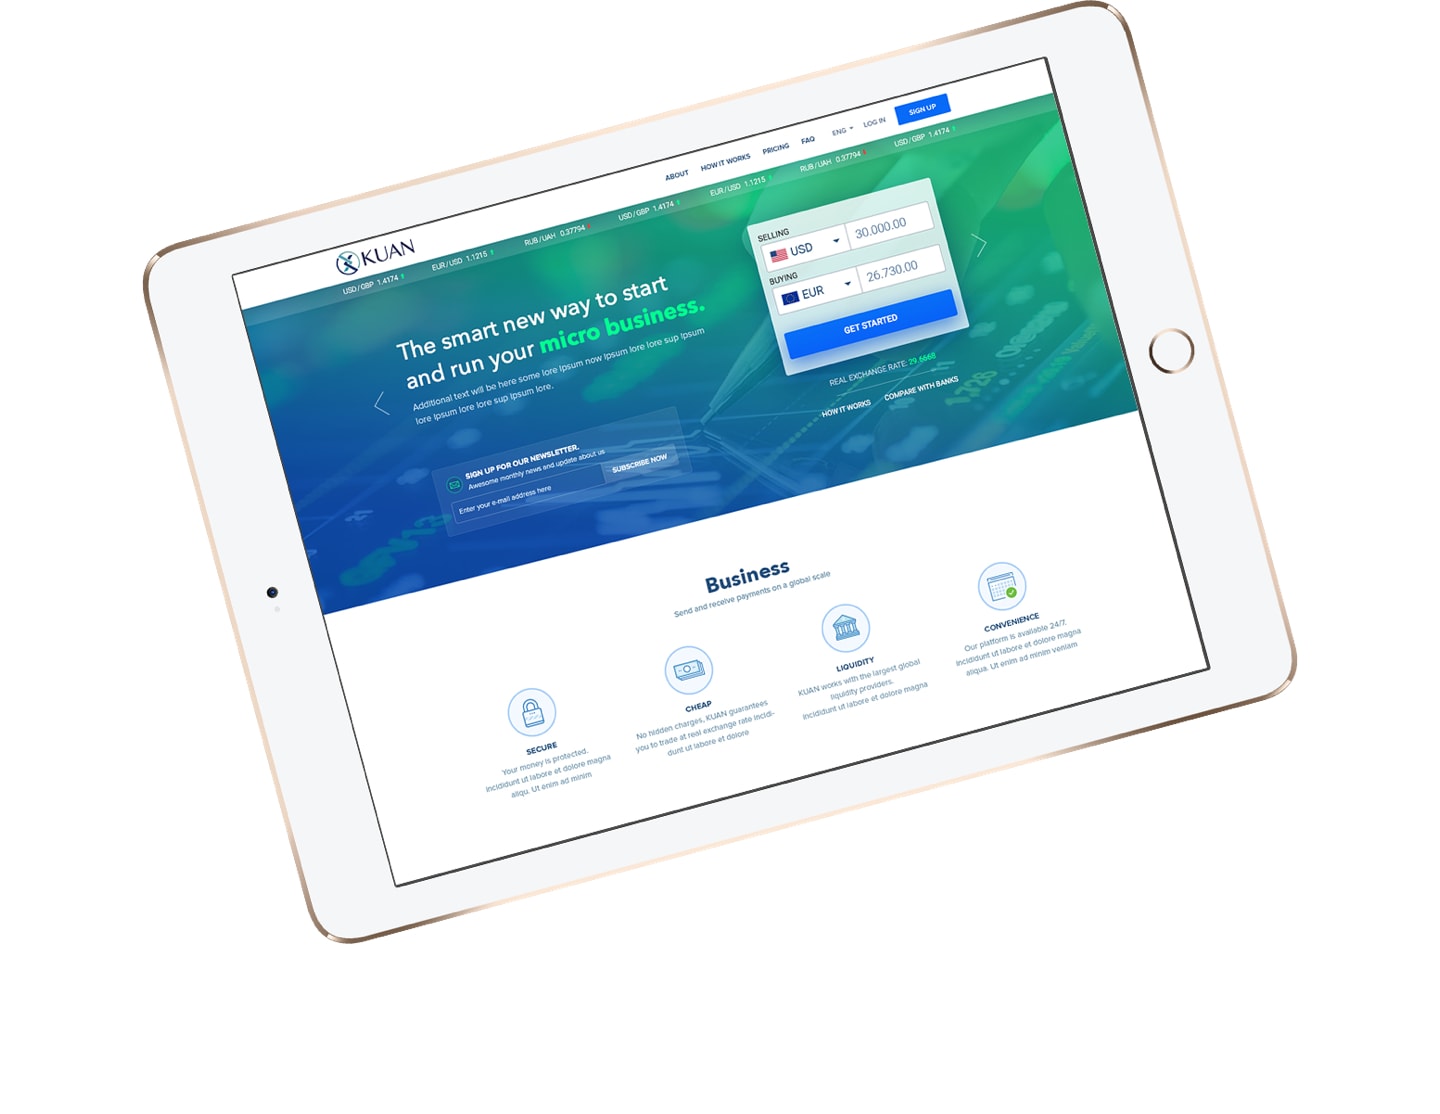 KUAN
ABOUT HOW IT WORKS PRICING FAQ ENG LOG IN SIGN UP
USD/GBP 1.4174 EUR/USD 1.1215 RUB/UAH 0.37794 USD/GBP 1.4174 EUR/USD 1.1215 RUB/UAH 0.37794 USD/GBP 1.4174
The smart new way to start
and run your micro business.
Additional text will be here some lore Ipsum now Ipsum lore lore sup Ipsum
lore Ipsum lore lore sup Ipsum lore.
SIGN UP FOR OUR NEWSLETTER.
Awesome monthly news and update about us
Enter your e-mail address here
SUBSCRIBE NOW
SELLING
USD 30,000.00
BUYING
EUR 26,730.00
GET STARTED
REAL EXCHANGE RATE: 29.6668
HOW IT WORKS COMPARE WITH BANKS
Business
Send and receive payments on a global scale
SECURE
Your money is protected.
incididunt ut labore et dolore magna
aliqu. Ut enim ad minim
CHEAP
No hidden charges, KUAN guarantees
you to trade at real exchange rate incidi-
dunt ut labore et dolore
LIQUIDITY
KUAN works with the largest global
liquidity providers.
incididunt ut labore et dolore magna
CONVENIENCE
Our platform is available 24/7.
incididunt ut labore et dolore magna
aliqua. Ut enim ad minim veniam